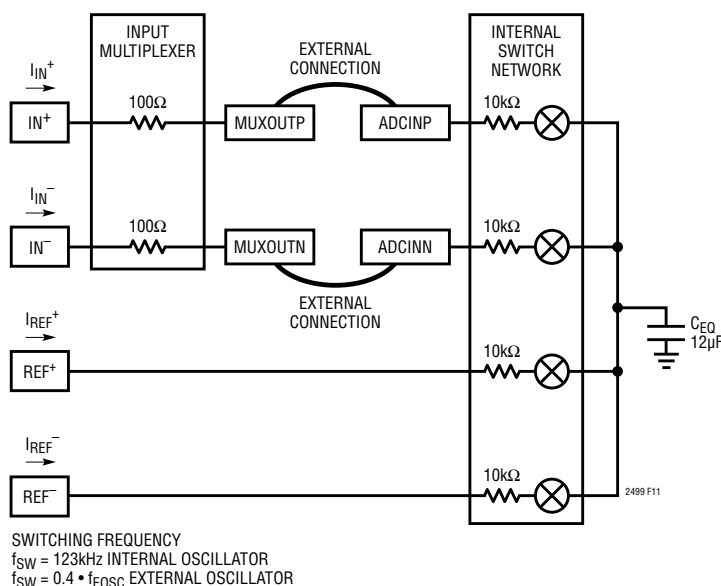 INPUT
MULTIPLEXER
INTERNAL
SWITCH
NETWORK
EXTERNAL
CONNECTION
IIN+
100Ω
10kΩ
IN+
MUXOUTP
ADCINP
IIN–
100Ω
10kΩ
IN–
MUXOUTN
ADCINN
EXTERNAL
CONNECTION
IREF+
10kΩ
CEQ
12µF
REF+
IREF–
10kΩ
REF–
2499 F11
SWITCHING FREQUENCY
fSW = 123kHz INTERNAL OSCILLATOR
fSW = 0.4 • fEOSC EXTERNAL OSCILLATOR